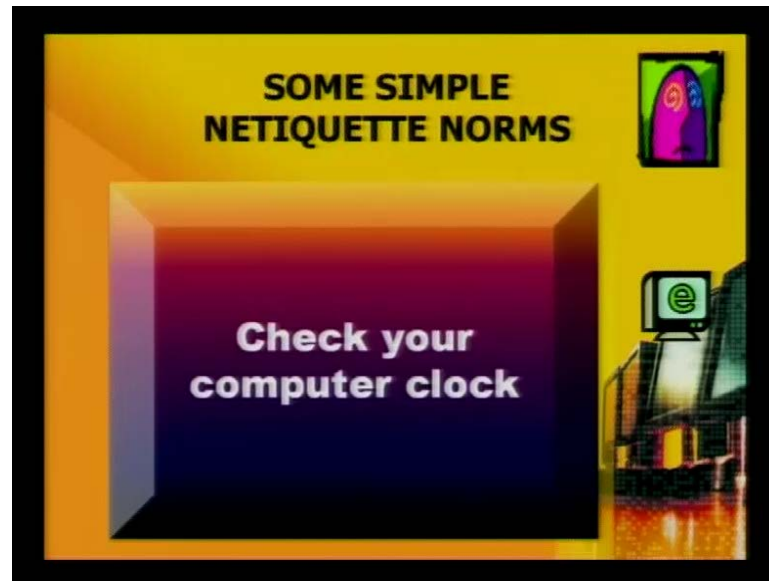 SOME SIMPLE
NETIQUETTE NORMS
e
Check your
computer clock